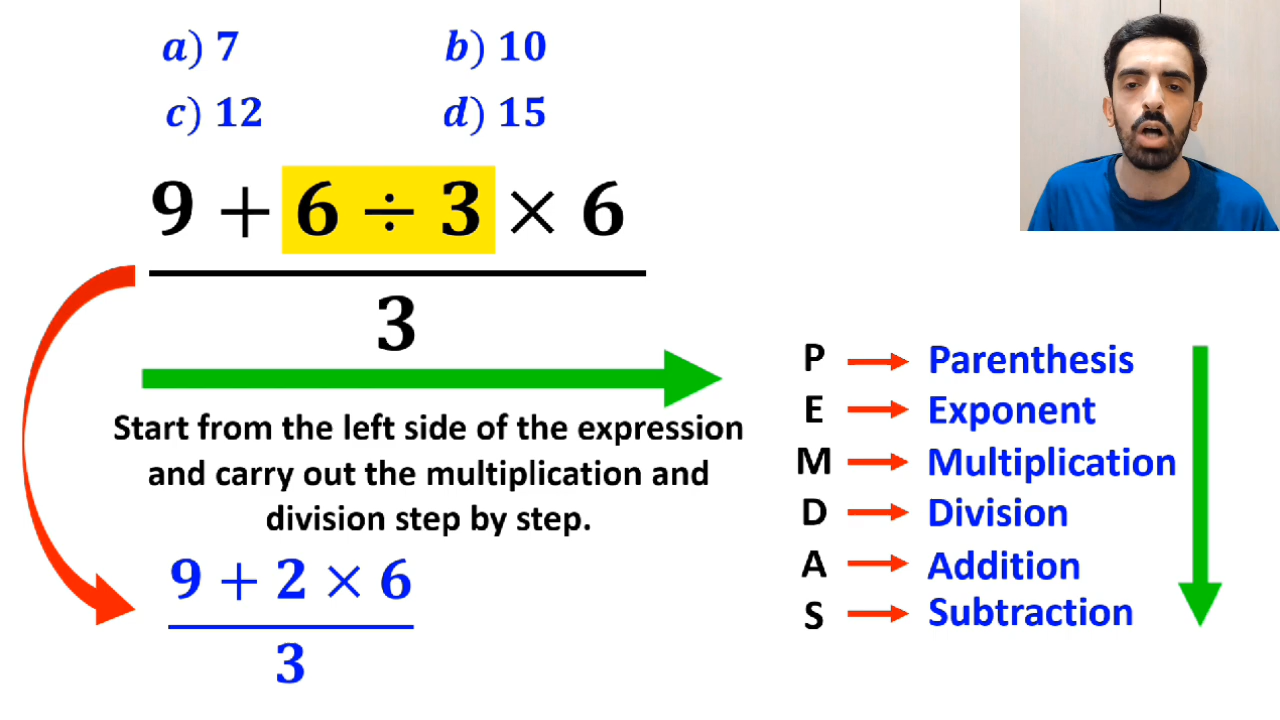 a) 7 b) 10
c) 12 d) 15
9 + 6 ÷ 3 × 6
3
Start from the left side of the expression
and carry out the multiplication and
division step by step.
9 + 2 × 6
3
P Parenthesis
E Exponent
M Multiplication
D Division
A Addition
S Subtraction